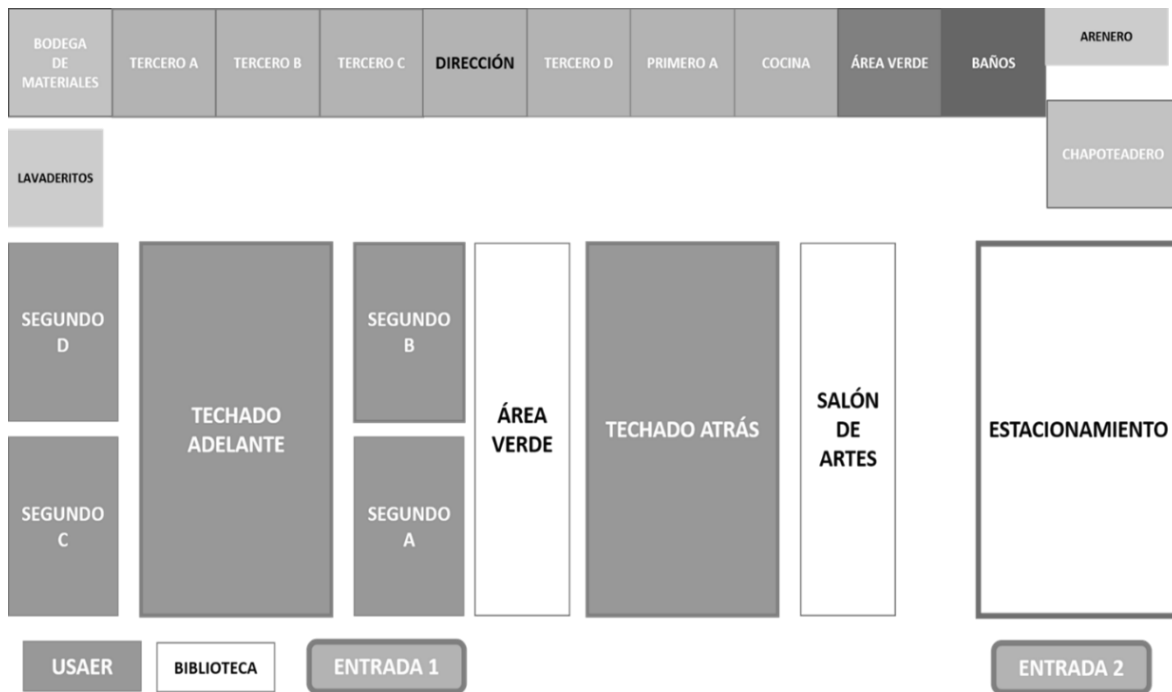 BODEGA
DE
MATERIALES
TERCERO A
TERCERO B
TERCERO C
DIRECCIÓN
TERCERO D
PRIMERO A
COCINA
ÁREA VERDE
BAÑOS
ARENERO
LAVADERITOS
CHAPOTEADERO
SEGUNDO
D
TECHADO
ADELANTE
SEGUNDO
B
ÁREA
VERDE
TECHADO ATRÁS
SALÓN
DE
ARTES
ESTACIONAMIENTO
SEGUNDO
C
SEGUNDO
A
USAER
BIBLIOTECA
ENTRADA 1
ENTRADA 2